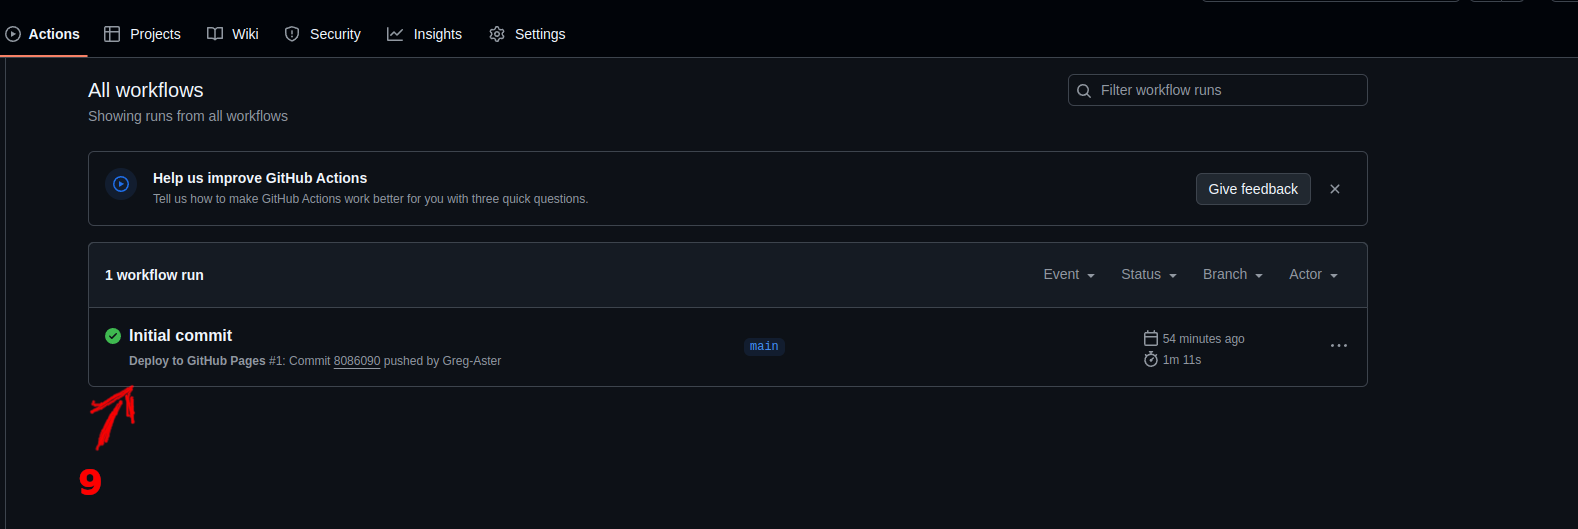 Actions Projects Wiki Security Insights Settings
All workflows
Filter workflow runs
Showing runs from all workflows
Help us improve GitHub Actions
Tell us how to make GitHub Actions work better for you with three quick questions.
Give feedback
1 workflow run
Event Status Branch Actor
Initial commit
Deploy to GitHub Pages #1: Commit 8086090 pushed by Greg-Aster
main
54 minutes ago
1m 11s
9